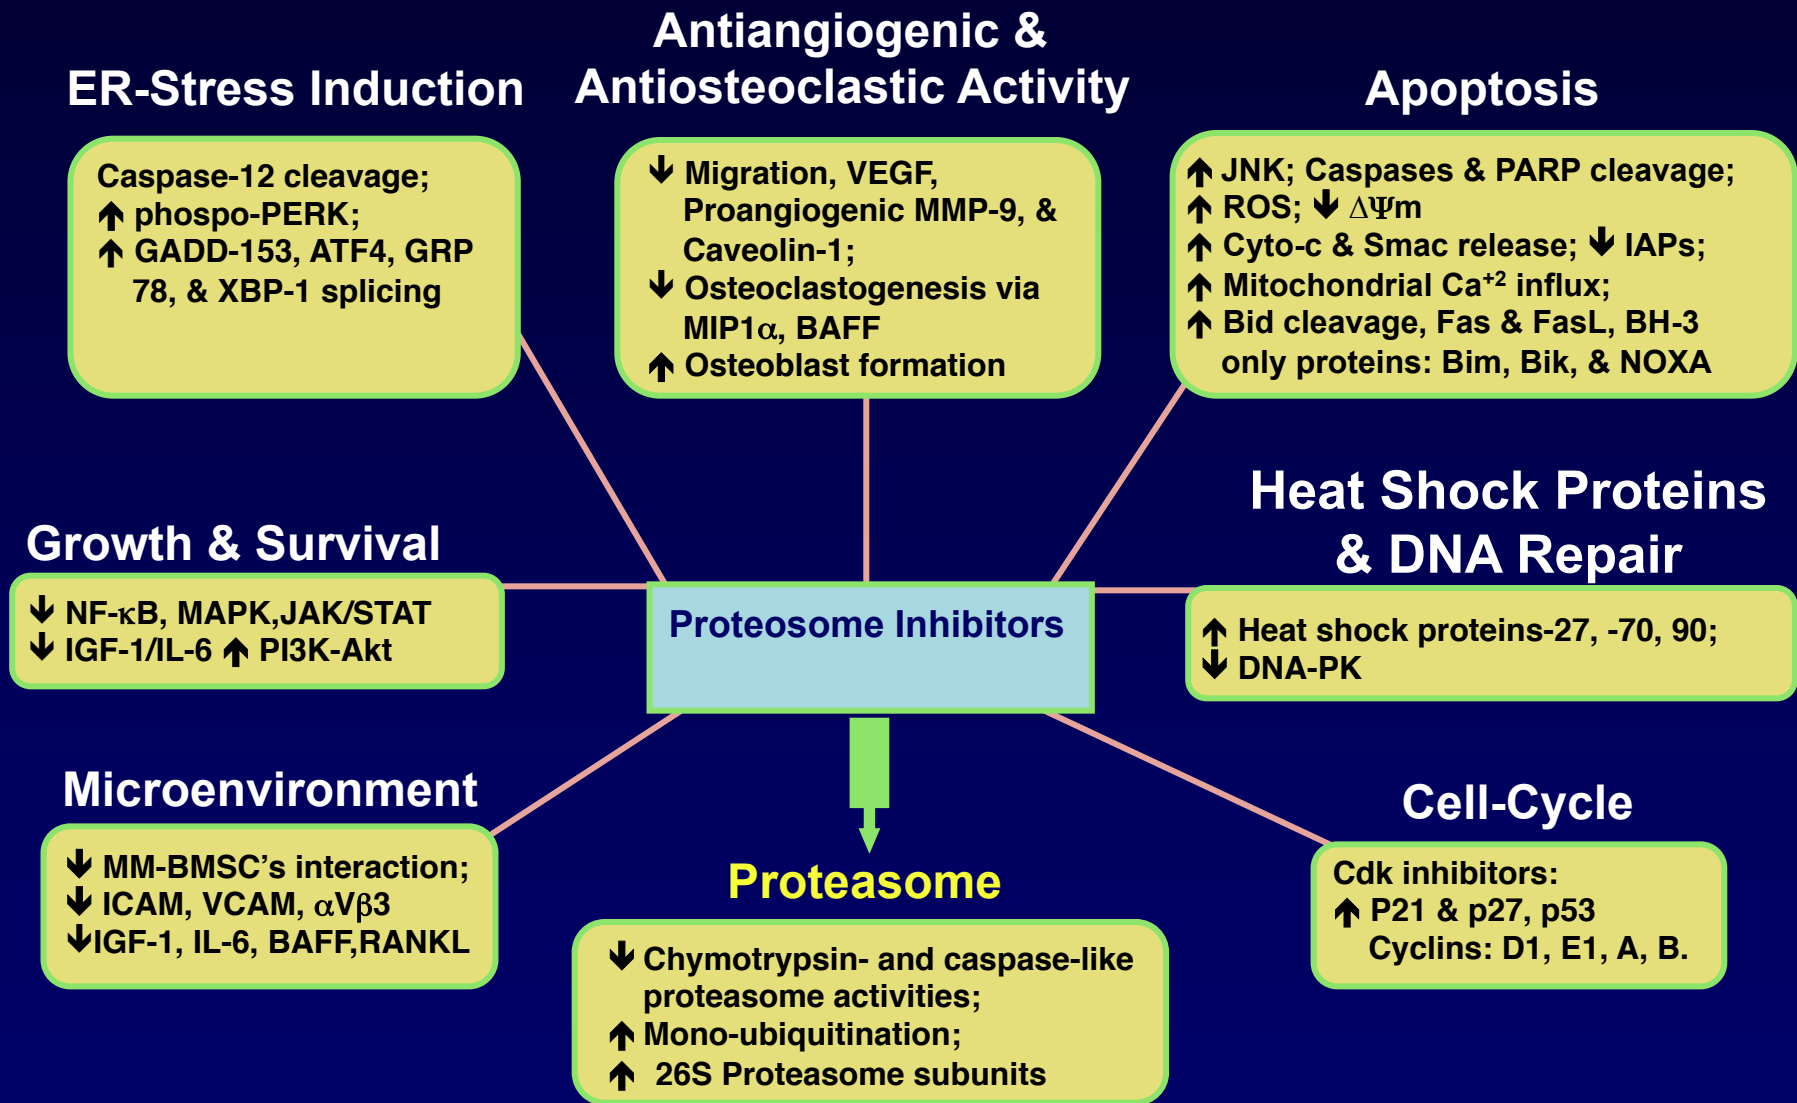 Antiangiogenic &
Antiosteoclastic Activity
ER-Stress Induction
Apoptosis
Caspase-12 cleavage;
↑ phospo-PERK;
↑ GADD-153, ATF4, GRP
78, & XBP-1 splicing
↓ Migration, VEGF,
Proangiogenic MMP-9, &
Caveolin-1;
↓ Osteoclastogenesis via
MIP1α, BAFF
↑ Osteoblast formation
↑ JNK; Caspases & PARP cleavage;
↑ ROS; ↓ ΔΨm
↑ Cyto-c & Smac release; ↓ IAPs;
↑ Mitochondrial Ca⁺² influx;
↑ Bid cleavage, Fas & FasL, BH-3
only proteins: Bim, Bik, & NOXA
Growth & Survival
↓ NF-κB, MAPK,JAK/STAT
↓ IGF-1/IL-6 ↑ PI3K-Akt
Proteosome Inhibitors
Heat Shock Proteins
& DNA Repair
↑ Heat shock proteins-27, -70, 90;
↓ DNA-PK
Microenvironment
↓ MM-BMSC’s interaction;
↓ ICAM, VCAM, αVβ3
↓IGF-1, IL-6, BAFF,RANKL
Proteasome
↓ Chymotrypsin- and caspase-like
proteasome activities;
↑ Mono-ubiquitination;
↑ 26S Proteasome subunits
Cell-Cycle
Cdk inhibitors:
↑ P21 & p27, p53
Cyclins: D1, E1, A, B.